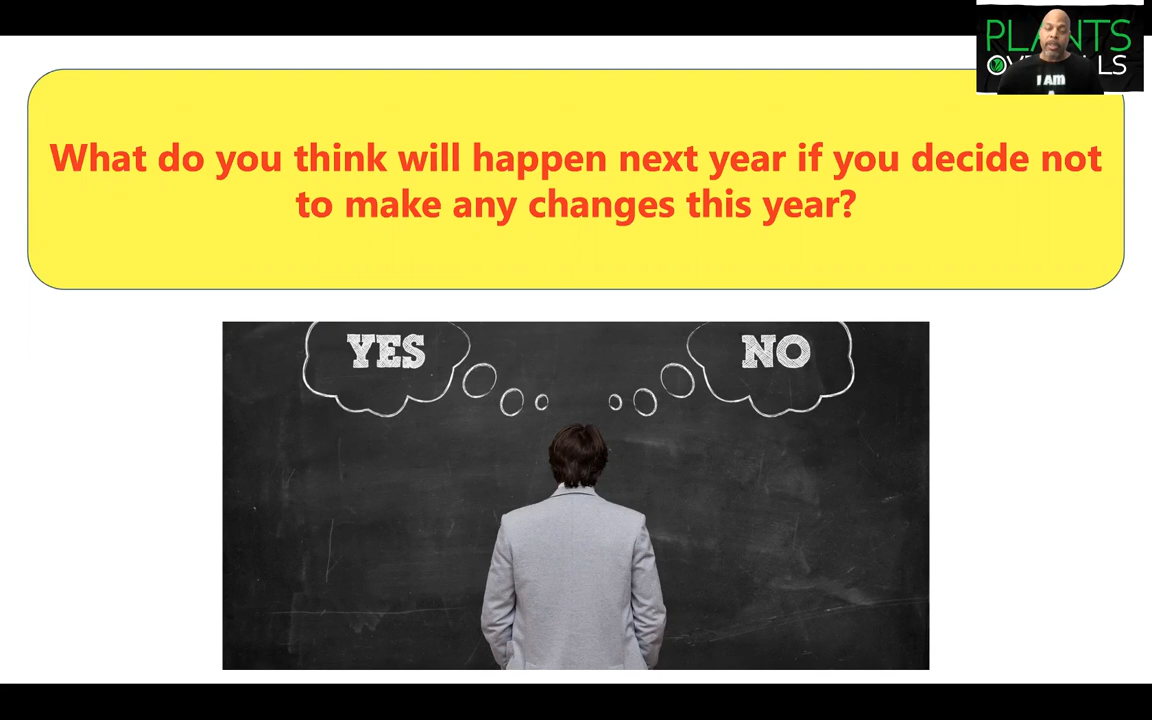 PLANTS
LS
I AM
A
What do you think will happen next year if you decide not
to make any changes this year?
YES
NO